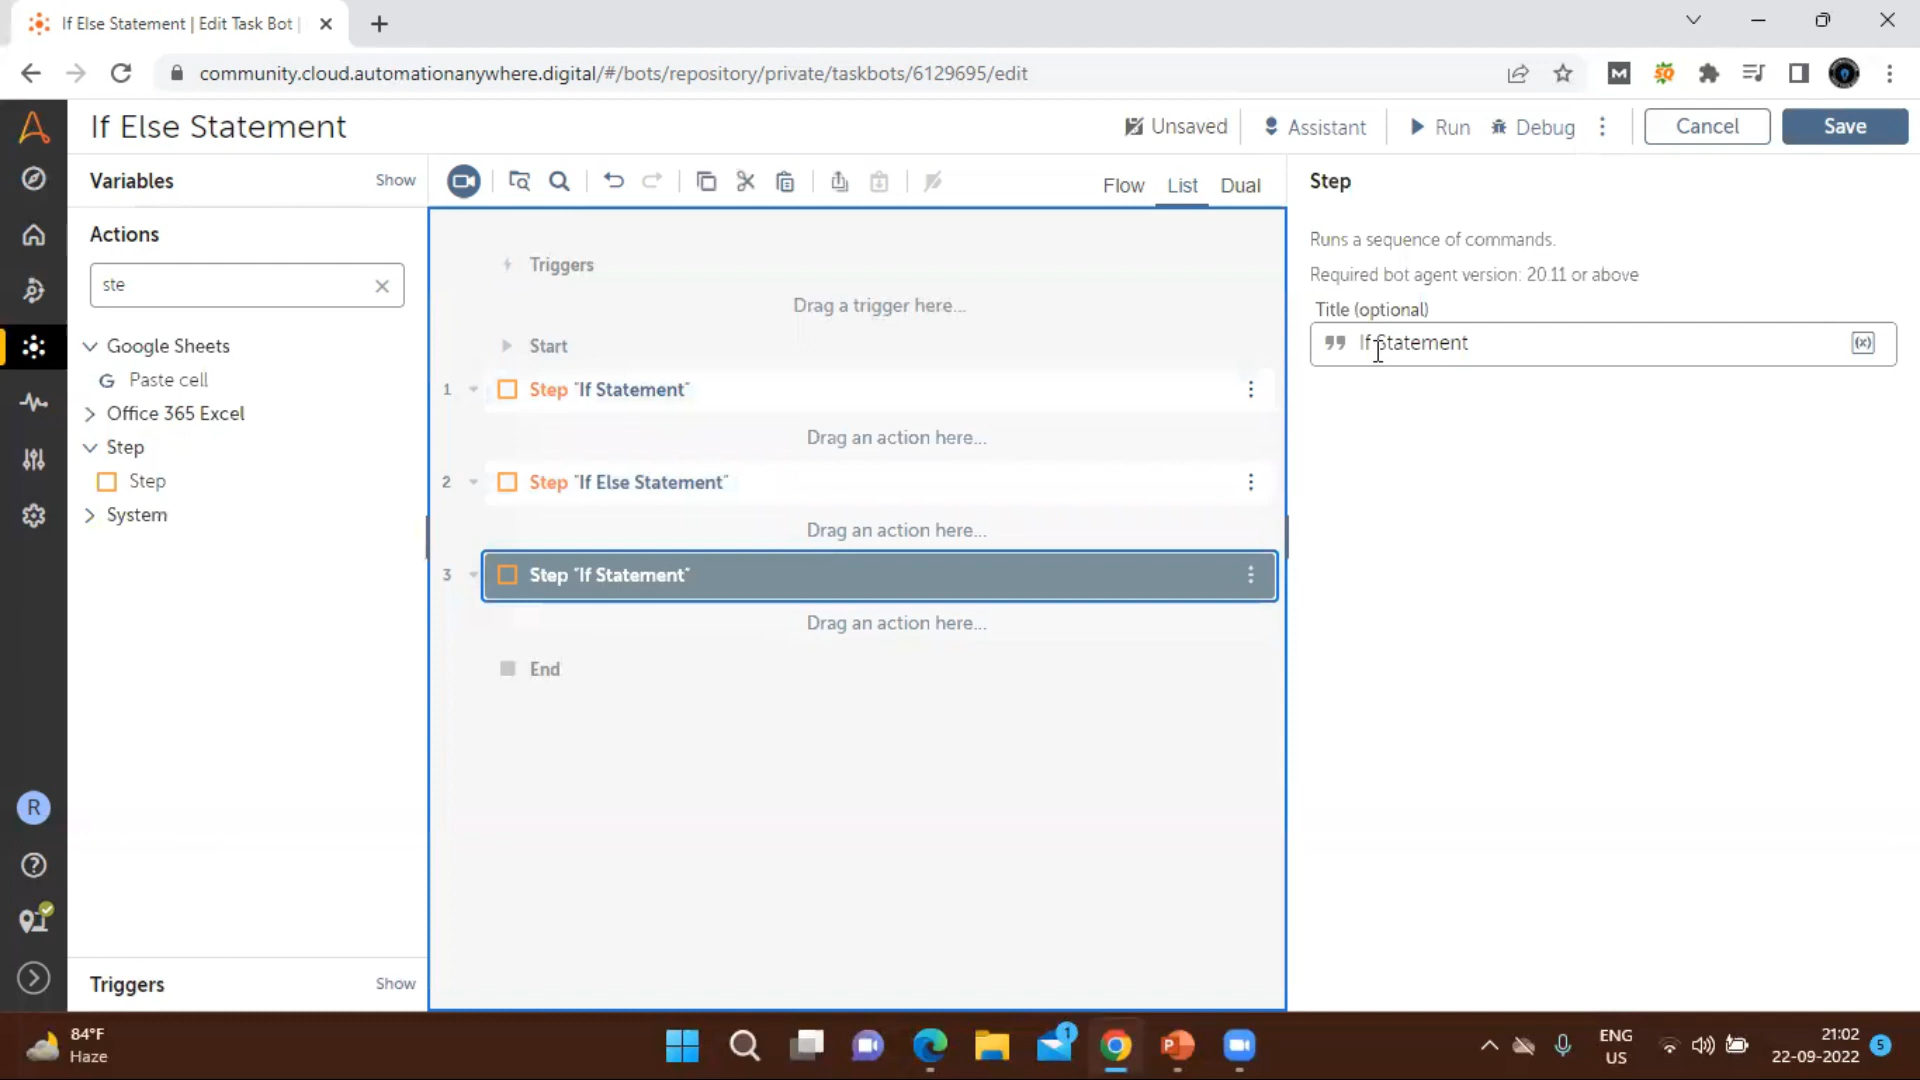 If Else Statement | Edit Task Bot |
community.cloud.automationanywhere.digital/#/bots/repository/private/taskbots/6129695/edit
If Else Statement
Unsaved
Assistant
Run
Debug
Cancel
Save
Variables
Show
Flow
List
Dual
Step
Actions
ste
Runs a sequence of commands.
Required bot agent version: 20.11 or above
Title (optional)
If Statement
Google Sheets
Paste cell
Office 365 Excel
Step
Step
System
Triggers
Drag a trigger here...
Start
1
Step "If Statement"
Drag an action here...
2
Step "If Else Statement"
Drag an action here...
3
Step "If Statement"
Drag an action here...
End
R
Triggers
Show
84°F
Haze
1
ENG
US
21:02
22-09-2022
5